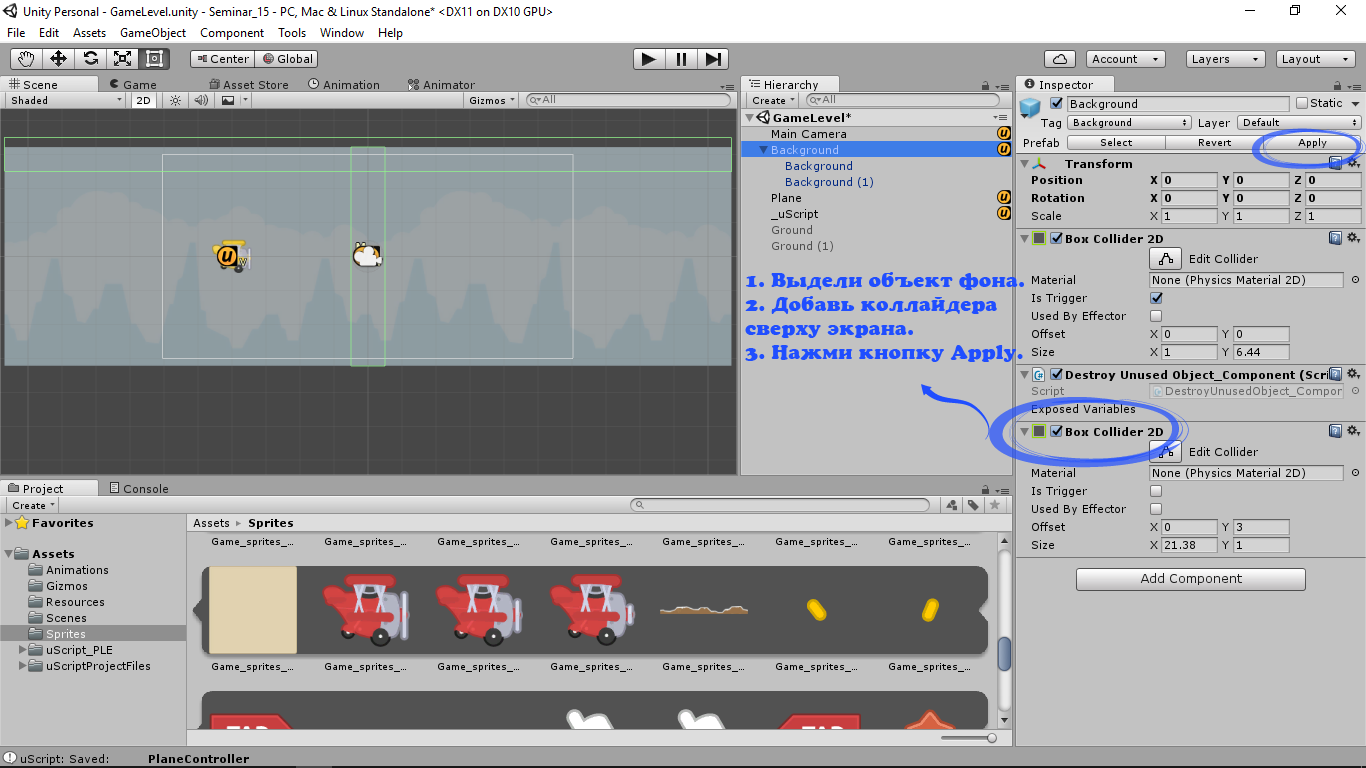 Unity Personal - GameLevel.unity - Seminar_15 - PC, Mac & Linux Standalone* <DX11 on DX10 GPU>
File Edit Assets GameObject Component Tools Window Help
Center Global Account Layers Layout
Scene Game Asset Store Animation Animator
Shaded 2D Gizmos All
Hierarchy
Create All
GameLevel*
Main Camera
Background
Background
Background (1)
Plane
_uScript
Ground
Ground (1)
1. Выдели объект фона.
2. Добавь коллайдера
сверху экрана.
3. Нажми кнопку Apply.
Inspector
Background Static
Tag Background Layer Default
Prefab Select Revert Apply
Transform
Position X 0 Y 0 Z 0
Rotation X 0 Y 0 Z 0
Scale X 1 Y 1 Z 1
Box Collider 2D
Edit Collider
Material None (Physics Material 2D)
Is Trigger
Used By Effector
Offset X 0 Y 0
Size X 1 Y 6.44
Destroy Unused Object_Component (Scri
Script DestroyUnusedObject_Compor
Exposed Variables
Box Collider 2D
Edit Collider
Material None (Physics Material 2D)
Is Trigger
Used By Effector
Offset X 0 Y 3
Size X 21.38 Y 1
Add Component
Project Console
Create
Favorites
Assets
Animations
Gizmos
Resources
Scenes
Sprites
uScript_PLE
uScriptProjectFiles
Assets ▸ Sprites
Game_sprites_... Game_sprites_... Game_sprites_... Game_sprites_... Game_sprites_... Game_sprites_... Game_sprites_...
Game_sprites_... Game_sprites_... Game_sprites_... Game_sprites_... Game_sprites_... Game_sprites_... Game_sprites_...
uScript: Saved: PlaneController